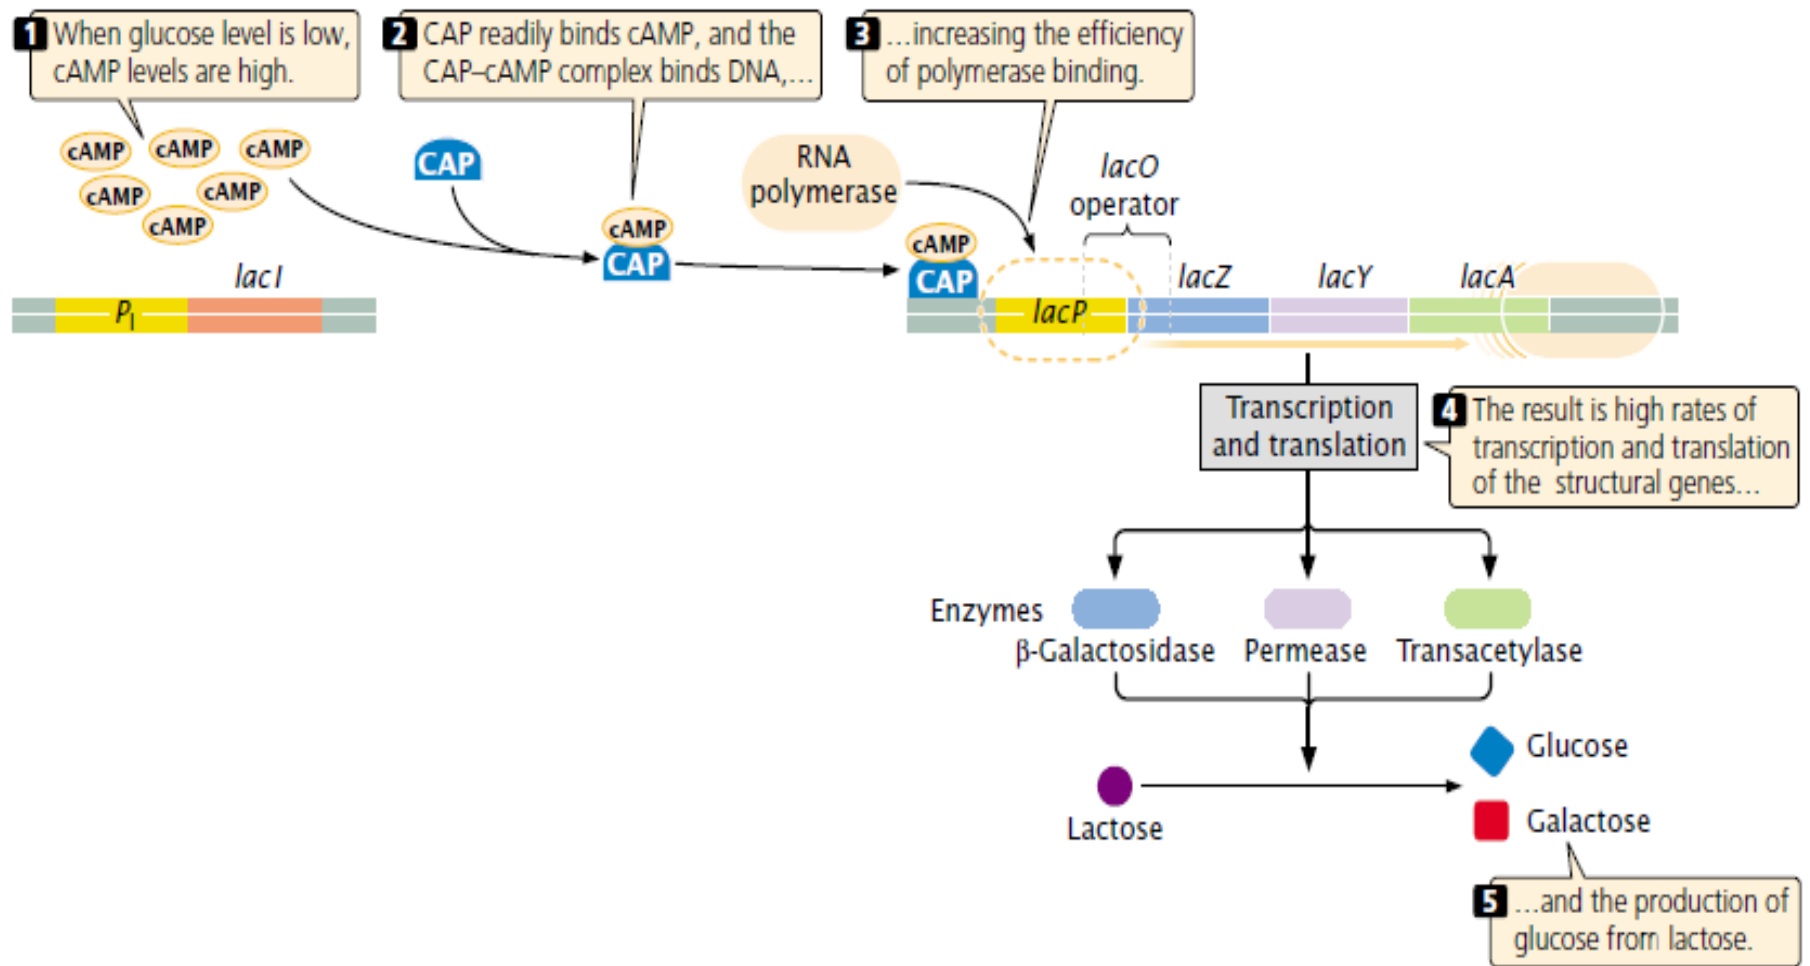 1 When glucose level is low,
cAMP levels are high.
2 CAP readily binds cAMP, and the
CAP–cAMP complex binds DNA,…
3 …increasing the efficiency
of polymerase binding.
cAMP
cAMP
cAMP
cAMP
cAMP
cAMP
CAP
cAMP
CAP
RNA
polymerase
lacO
operator
cAMP
CAP
lacI
PI
lacP
lacZ
lacY
lacA
Transcription
and translation
4 The result is high rates of
transcription and translation
of the structural genes…
Enzymes
β-Galactosidase
Permease
Transacetylase
Lactose
Glucose
Galactose
5 …and the production of
glucose from lactose.